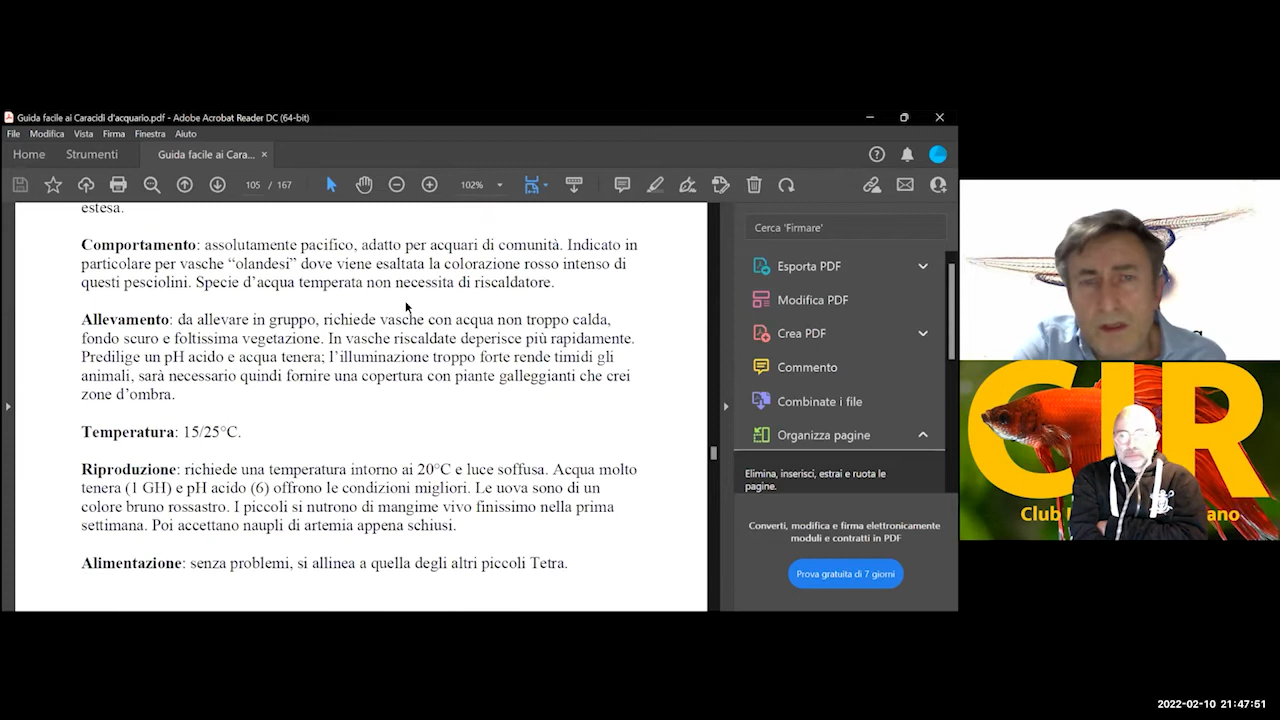 Guida facile ai Caracidi d'acquario.pdf - Adobe Acrobat Reader DC (64-bit)
File Modifica Vista Firma Finestra Aiuto
Home Strumenti Guida facile ai Cara... ×
105 / 167 102%
estesa.
Comportamento: assolutamente pacifico, adatto per acquari di comunità. Indicato in
particolare per vasche “olandesi” dove viene esaltata la colorazione rosso intenso di
questi pesciolini. Specie d’acqua temperata non necessita di riscaldatore.
Allevamento: da allevare in gruppo, richiede vasche con acqua non troppo calda,
fondo scuro e foltissima vegetazione. In vasche riscaldate deperisce più rapidamente.
Predilige un pH acido e acqua tenera; l’illuminazione troppo forte rende timidi gli
animali, sarà necessario quindi fornire una copertura con piante galleggianti che crei
zone d’ombra.
Temperatura: 15/25°C.
Riproduzione: richiede una temperatura intorno ai 20°C e luce soffusa. Acqua molto
tenera (1 GH) e pH acido (6) offrono le condizioni migliori. Le uova sono di un
colore bruno rossastro. I piccoli si nutrono di mangime vivo finissimo nella prima
settimana. Poi accettano naupli di artemia appena schiusi.
Alimentazione: senza problemi, si allinea a quella degli altri piccoli Tetra.
Cerca 'Firmare'
Esporta PDF
Modifica PDF
Crea PDF
Commento
Combinate i file
Organizza pagine
Elimina, inserisci, estrai e ruota le
pagine.
Converti, modifica e firma elettronicamente
moduli e contratti in PDF
Prova gratuita di 7 giorni
CIR
Club
ano
2022-02-10 21:47:51